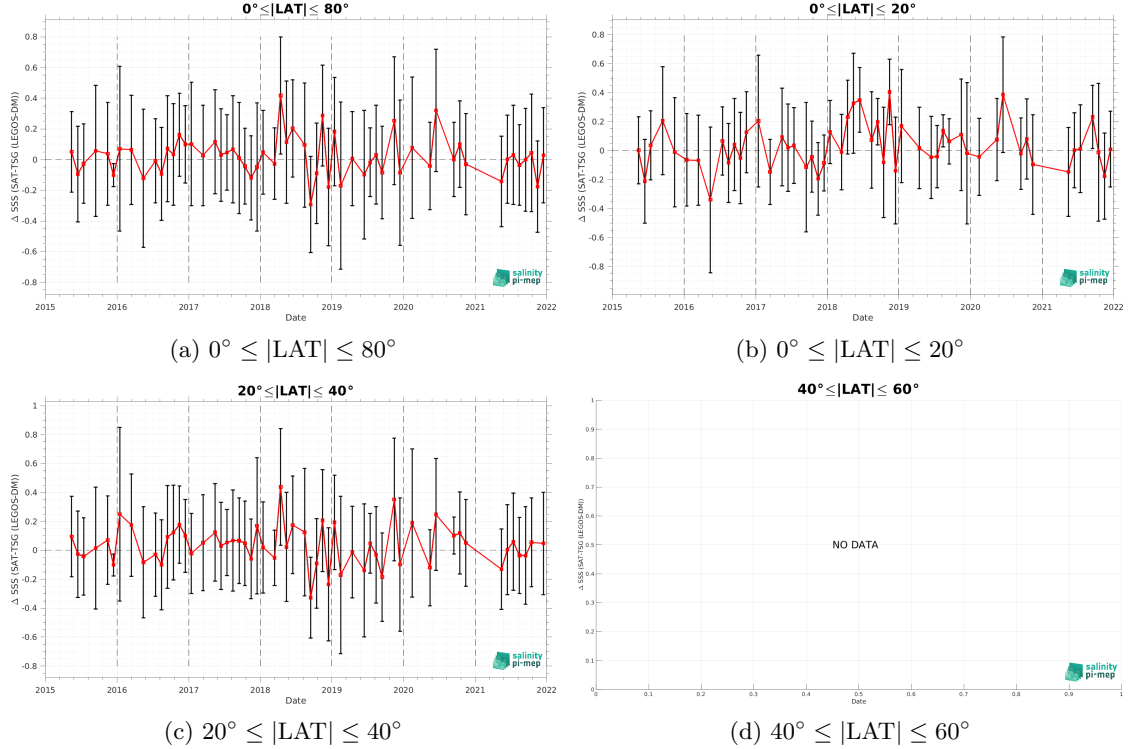 0°≤|LAT|≤ 80°
Δ SSS (SAT-TSG (LEGOS-DM))
0.8
0.6
0.4
0.2
0
-0.2
-0.4
-0.6
-0.8
2015 2016 2017 2018 2019 2020 2021 2022
Date
salinity
pi-mep
(a) 0° ≤ |LAT| ≤ 80°
0°≤|LAT|≤ 20°
Δ SSS (SAT-TSG (LEGOS-DM))
1
0.8
0.6
0.4
0.2
0
-0.2
-0.4
-0.6
-0.8
2015 2016 2017 2018 2019 2020 2021 2022
Date
salinity
pi-mep
(b) 0° ≤ |LAT| ≤ 20°
20°≤|LAT|≤ 40°
Δ SSS (SAT-TSG (LEGOS-DM))
1
0.8
0.6
0.4
0.2
0
-0.2
-0.4
-0.6
-0.8
2015 2016 2017 2018 2019 2020 2021 2022
Date
salinity
pi-mep
(c) 20° ≤ |LAT| ≤ 40°
40°≤|LAT|≤ 60°
Δ SSS (SAT-TSG (LEGOS-DM))
1
0.9
0.8
0.7
0.6
0.5
0.4
0.3
0.2
0.1
0
NO DATA
0 0.1 0.2 0.3 0.4 0.5 0.6 0.7 0.8 0.9 1
Date
salinity
pi-mep
(d) 40° ≤ |LAT| ≤ 60°